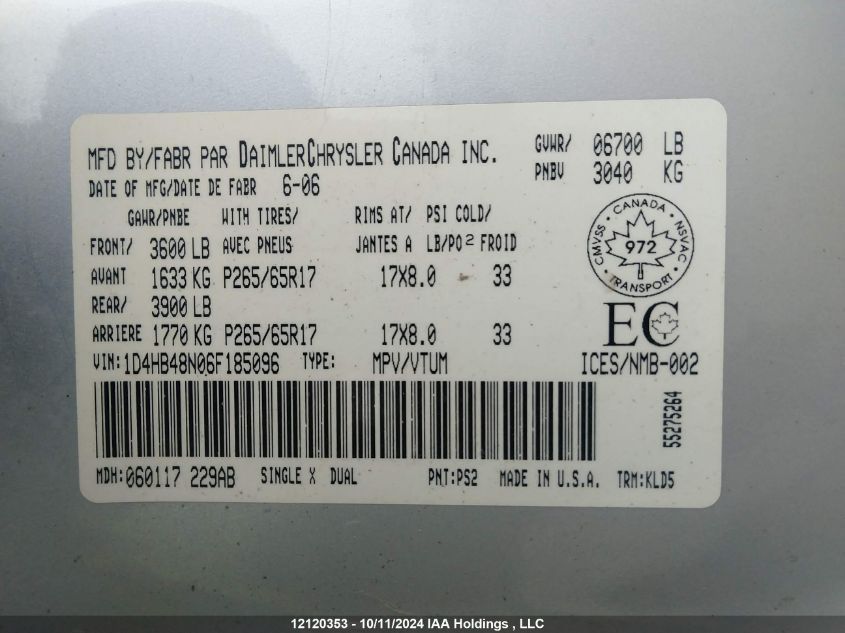 MFD BY/FABR PAR DAIMLERCHRYSLER CANADA INC. GVWR/ 06700 LB
DATE OF MFG/DATE DE FABR 6-06 PNBV 3040 KG
GAWR/PNBE WITH TIRES/ RIMS AT/ PSI COLD/
FRONT/ 3600 LB AVEC PNEUS JANTES A LB/PO2 FROID
AVANT 1633 KG P265/65R17 17X8.0 33
REAR/ 3900 LB
ARRIERE 1770 KG P265/65R17 17X8.0 33
CANADA
CMVSS 972 NSVAC
TRANSPORT
EC
VIN:1D4HB48N06F185096 TYPE: MPV/VTUM ICES/NMB-002
55275264
MDH:060117 229AB SINGLE X DUAL PNT:PS2 MADE IN U.S.A. TRM:KLD5
12120353 - 10/11/2024 IAA Holdings , LLC